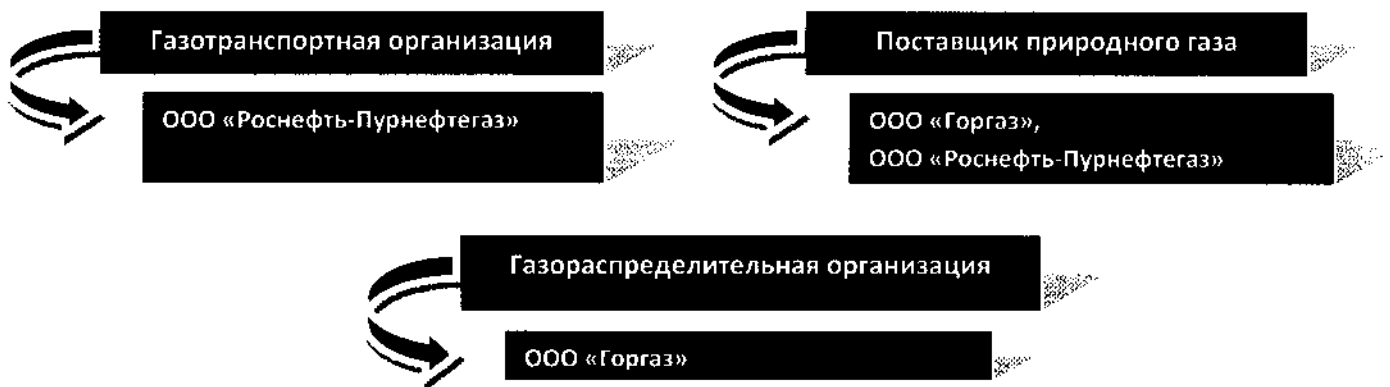 Газотранспортная организация
ООО «Роснефть-Пурнефтегаз»
Поставщик природного газа
ООО «Горгаз»,
ООО «Роснефть-Пурнефтегаз»
Газораспределительная организация
ООО «Горгаз»